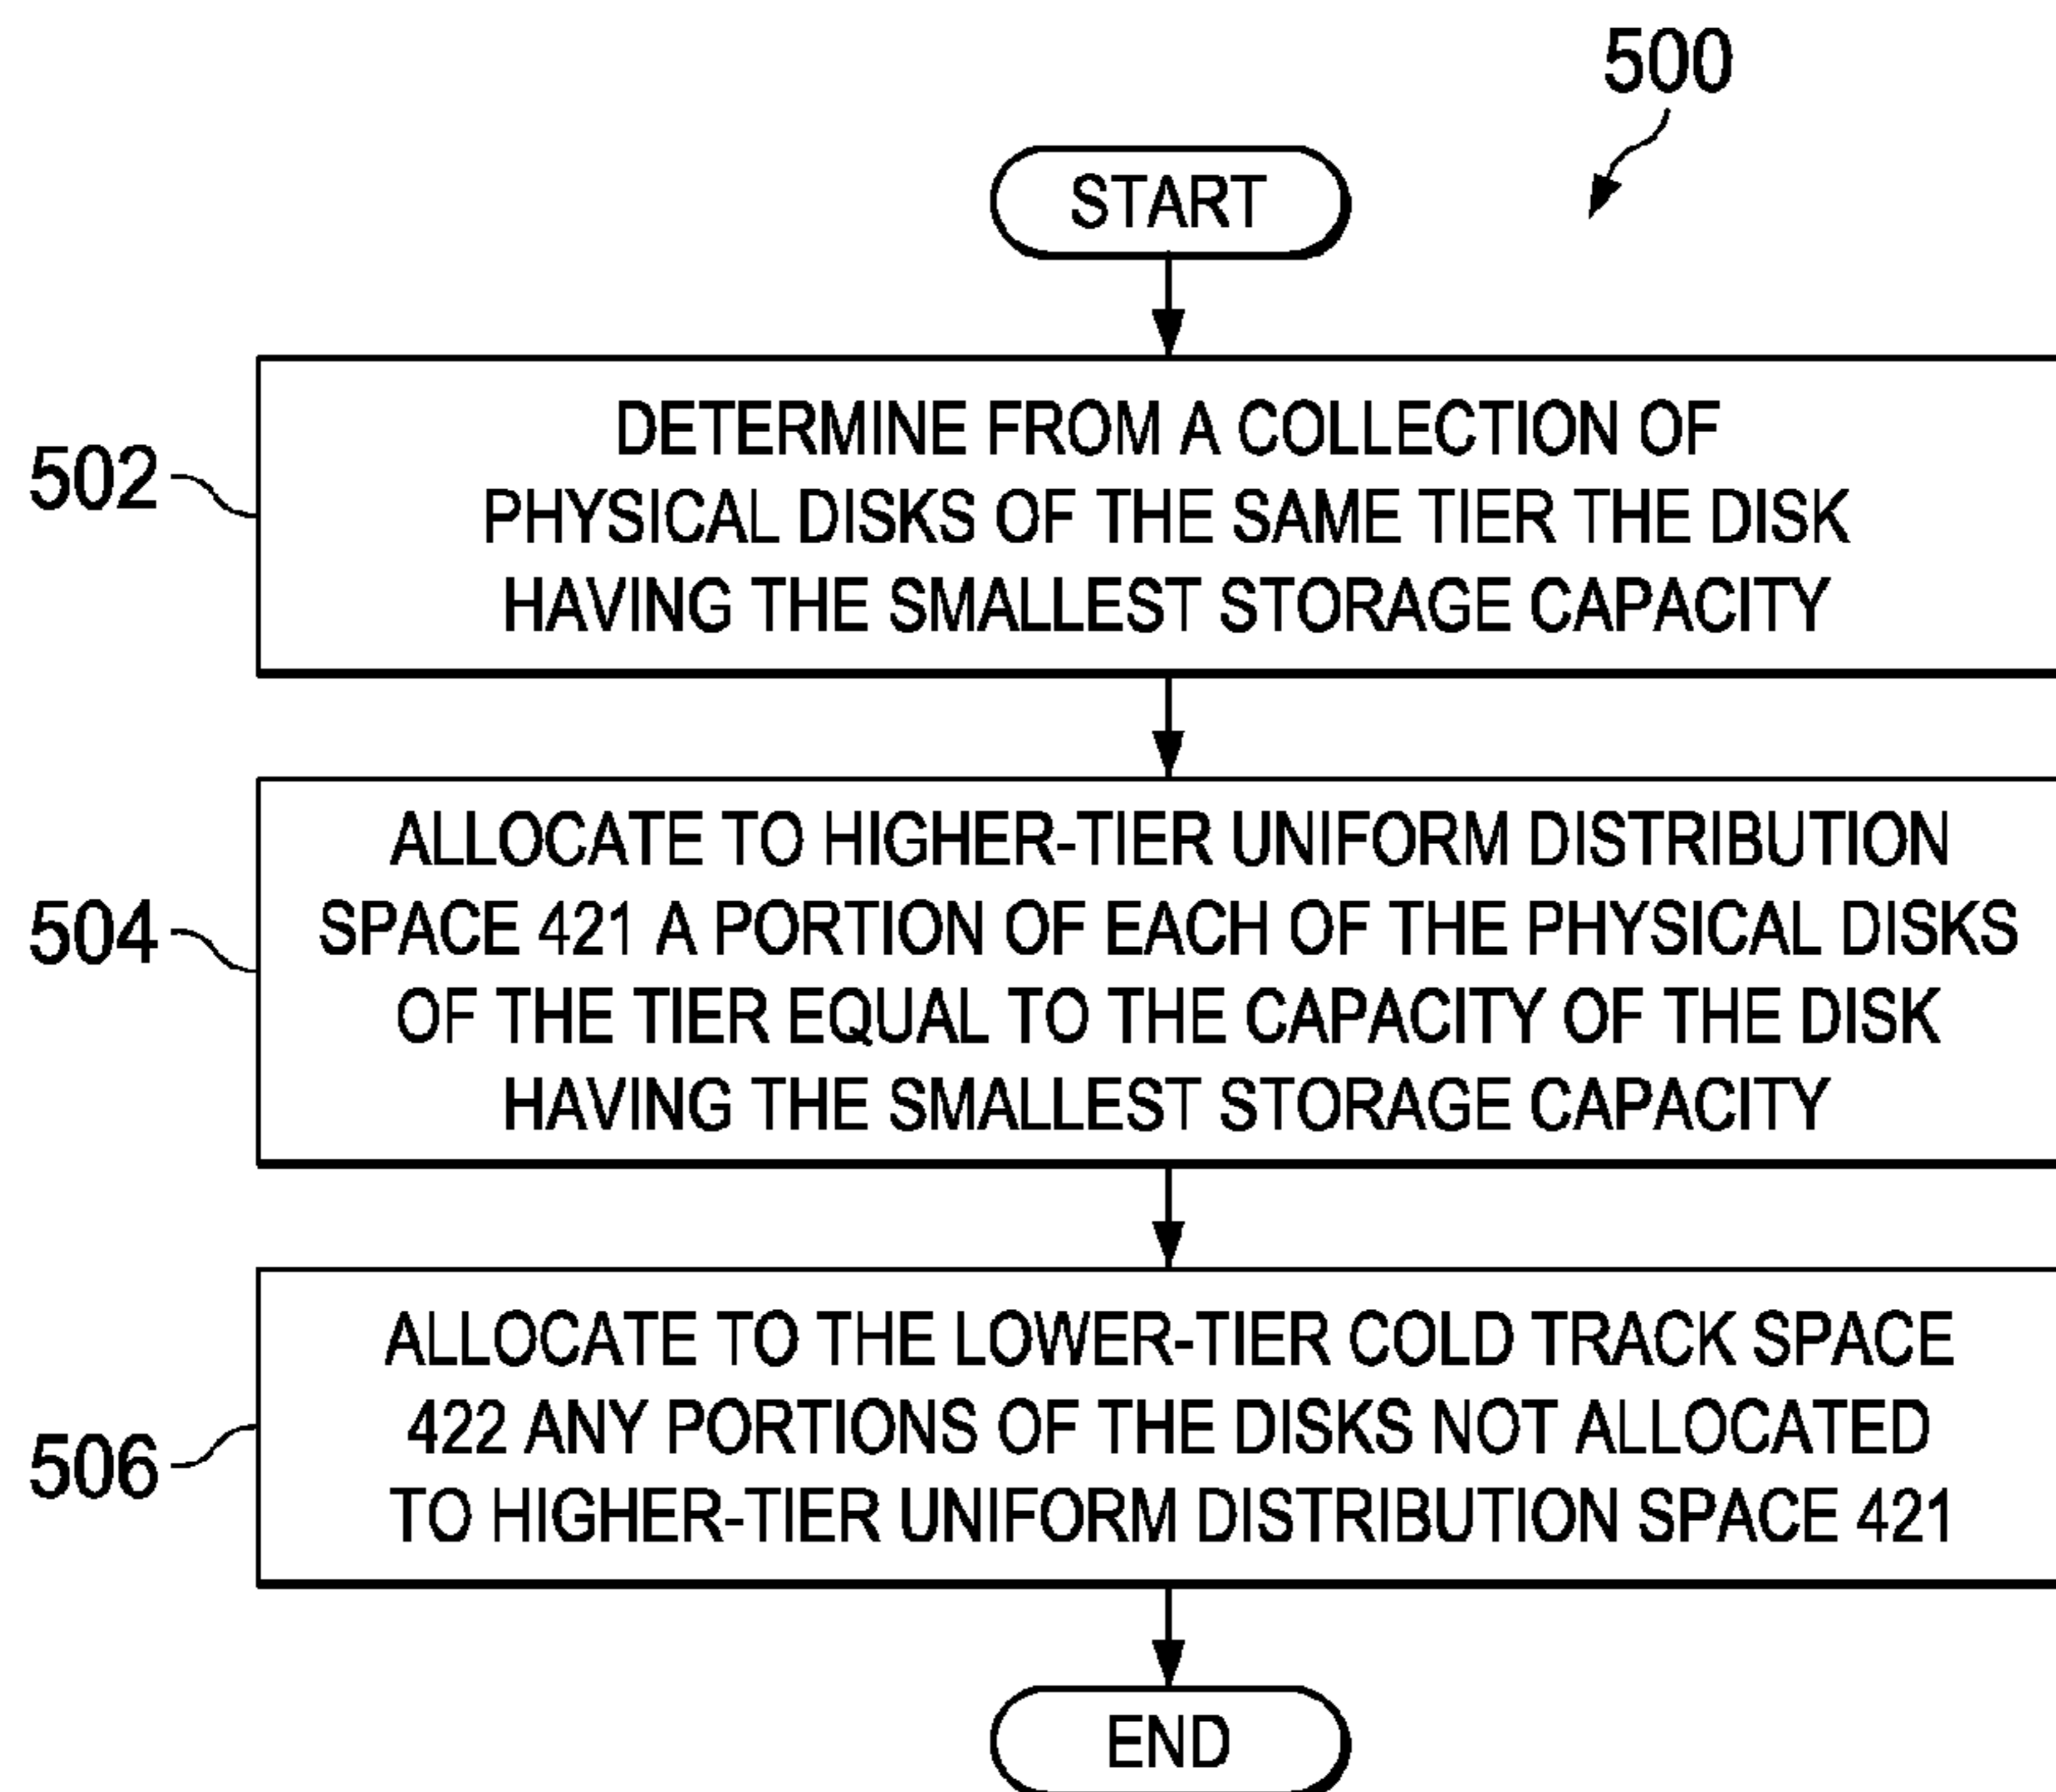 500
START
502
DETERMINE FROM A COLLECTION OF
PHYSICAL DISKS OF THE SAME TIER THE DISK
HAVING THE SMALLEST STORAGE CAPACITY
504
ALLOCATE TO HIGHER-TIER UNIFORM DISTRIBUTION
SPACE 421 A PORTION OF EACH OF THE PHYSICAL DISKS
OF THE TIER EQUAL TO THE CAPACITY OF THE DISK
HAVING THE SMALLEST STORAGE CAPACITY
506
ALLOCATE TO THE LOWER-TIER COLD TRACK SPACE
422 ANY PORTIONS OF THE DISKS NOT ALLOCATED
TO HIGHER-TIER UNIFORM DISTRIBUTION SPACE 421
END